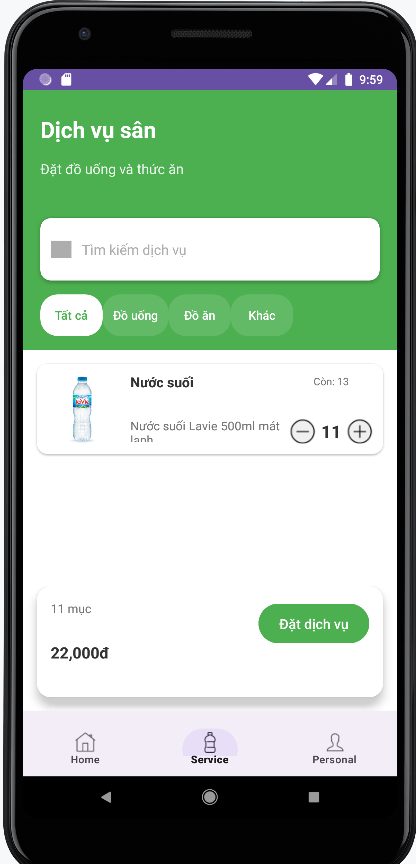 9:59
Dịch vụ sân
Đặt đồ uống và thức ăn
Tìm kiếm dịch vụ
Tất cả Đồ uống Đồ ăn Khác
Nước suối Còn: 13
Nước suối Lavie 500ml mát
lạnh
11
11 mục
Đặt dịch vụ
22,000đ
Home Service Personal